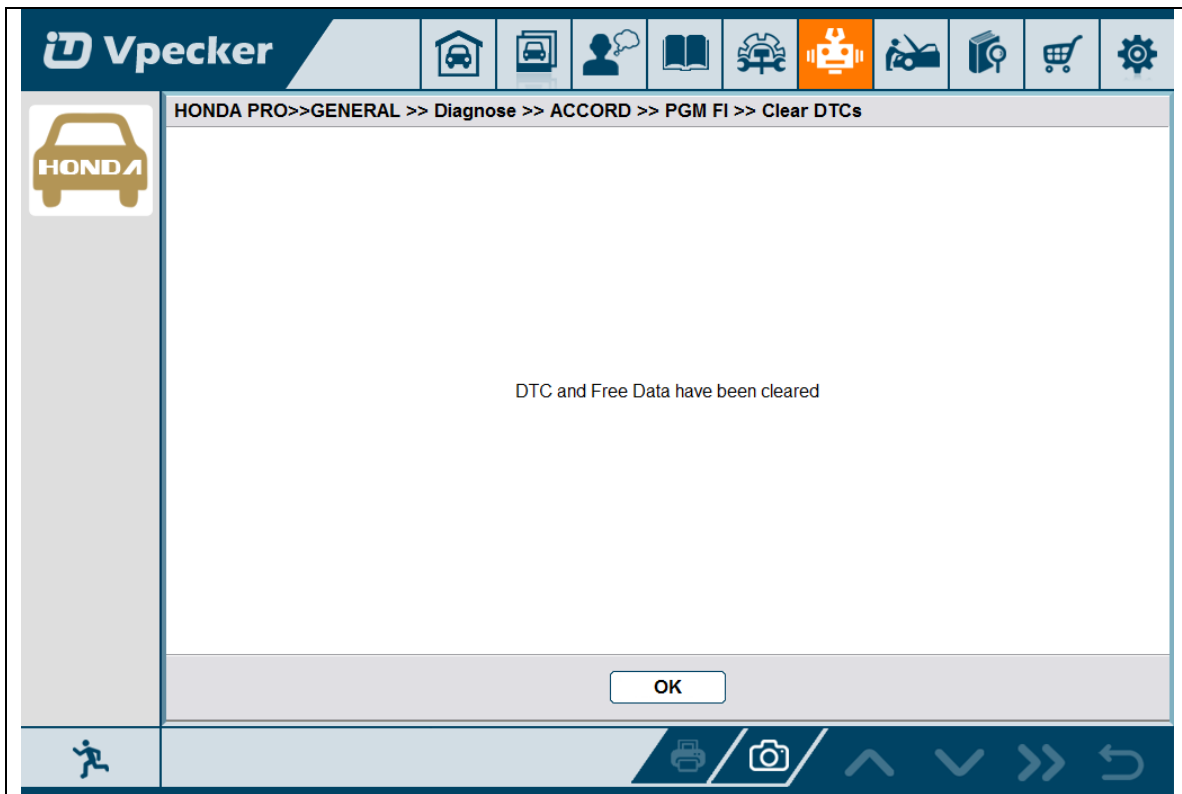 Vpecker
HONDA PRO>>GENERAL >> Diagnose >> ACCORD >> PGM FI >> Clear DTCs
HONDA
DTC and Free Data have been cleared
OK